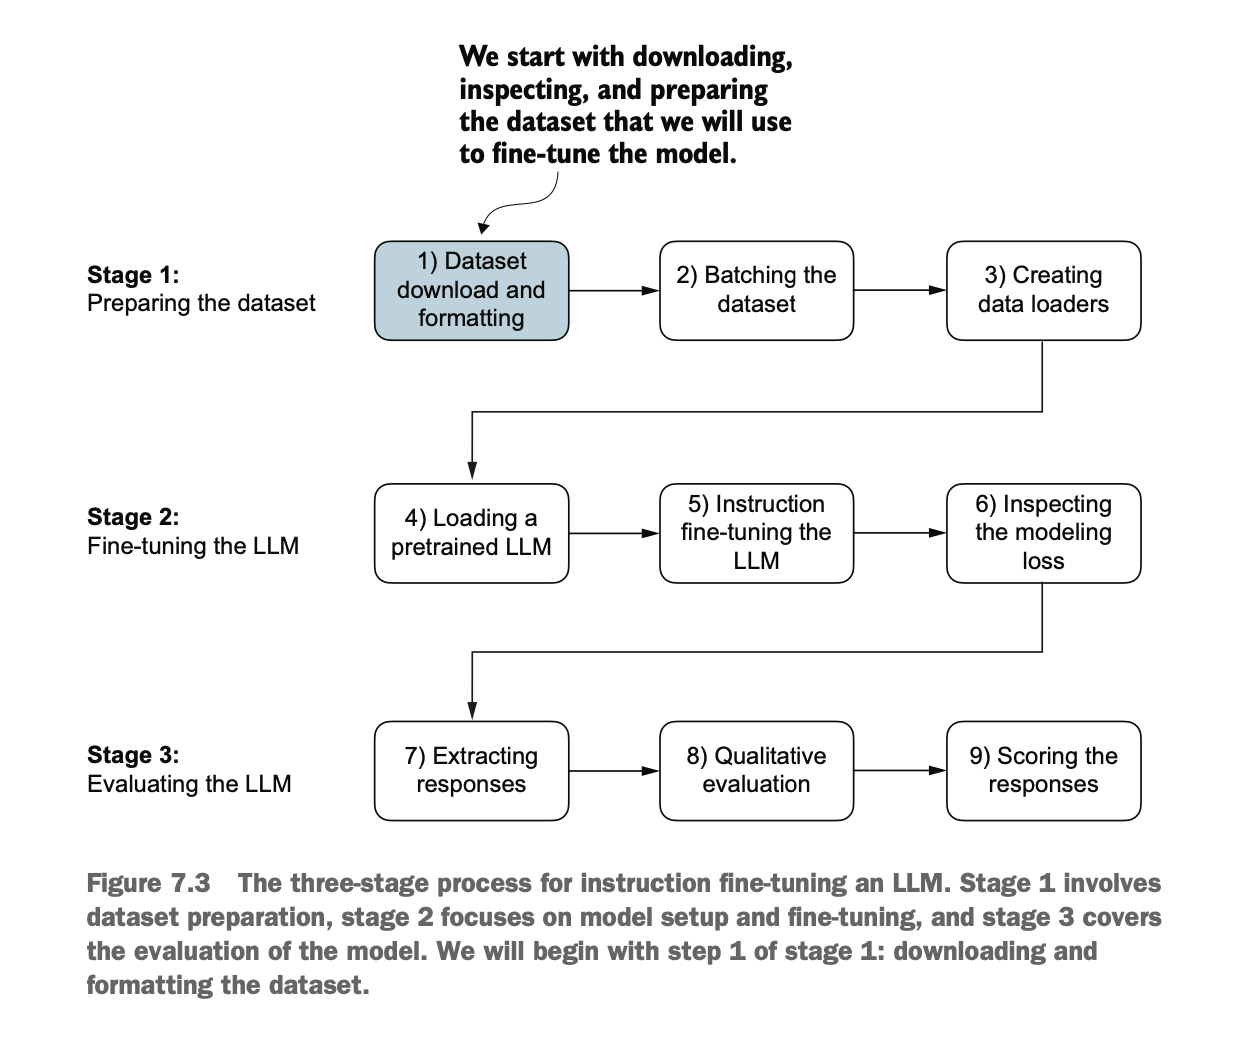 We start with downloading,
inspecting, and preparing
the dataset that we will use
to fine-tune the model.
Stage 1:
Preparing the dataset
1) Dataset
download and
formatting
2) Batching the
dataset
3) Creating
data loaders
Stage 2:
Fine-tuning the LLM
4) Loading a
pretrained LLM
5) Instruction
fine-tuning the
LLM
6) Inspecting
the modeling
loss
Stage 3:
Evaluating the LLM
7) Extracting
responses
8) Qualitative
evaluation
9) Scoring the
responses
Figure 7.3 The three-stage process for instruction fine-tuning an LLM. Stage 1 involves
dataset preparation, stage 2 focuses on model setup and fine-tuning, and stage 3 covers
the evaluation of the model. We will begin with step 1 of stage 1: downloading and
formatting the dataset.